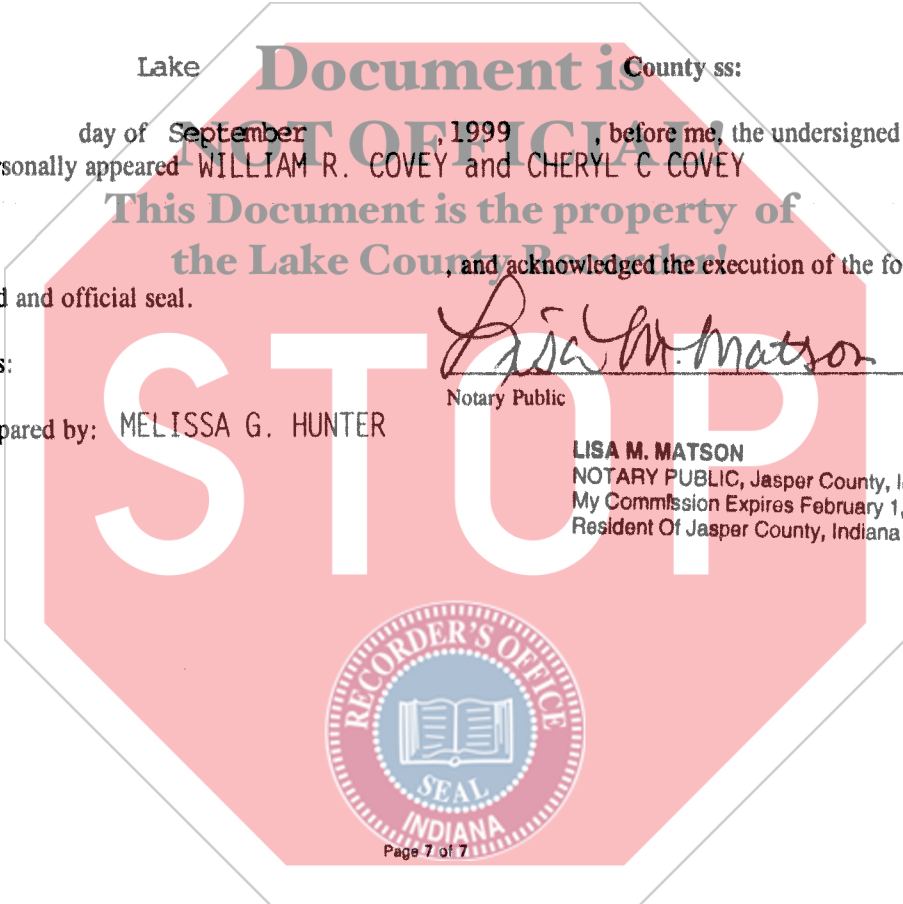 Lake County ss:
Document is
day of September , 1999 , before me, the undersigned
NOT OFFICIAL!
sonally appeared WILLIAM R. COVEY and CHERYL C COVEY
This Document is the property of
the Lake County Recorder!
, and acknowledged the execution of the fo
d and official seal.
Lisa M. Matson
s:
Notary Public
pared by: MELISSA G. HUNTER
STOP
LISA M. MATSON
NOTARY PUBLIC, Jasper County, I
My Commission Expires February 1,
Resident Of Jasper County, Indiana
RECORDER'S OFFICE
SEAL
INDIANA
Page 7 of 7